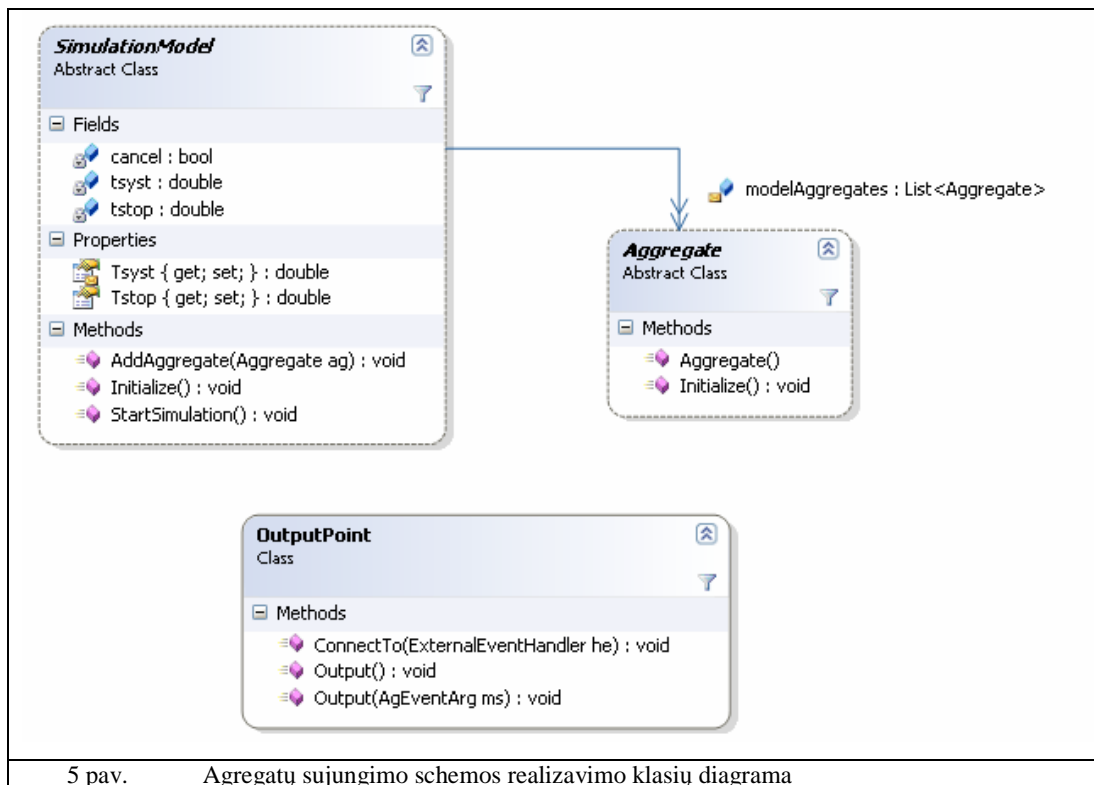 SimulationModel
Abstract Class
Fields
cancel : bool
tsyst : double
tstop : double
Properties
Tsyst { get; set; } : double
Tstop { get; set; } : double
Methods
AddAggregate(Aggregate ag) : void
Initialize() : void
StartSimulation() : void
modelAggregates : List<Aggregate>
Aggregate
Abstract Class
Methods
Aggregate()
Initialize() : void
OutputPoint
Class
Methods
ConnectTo(ExternalEventHandler he) : void
Output() : void
Output(AgEventArg ms) : void
5 pav. Agregatų sujungimo schemos realizavimo klasių diagrama